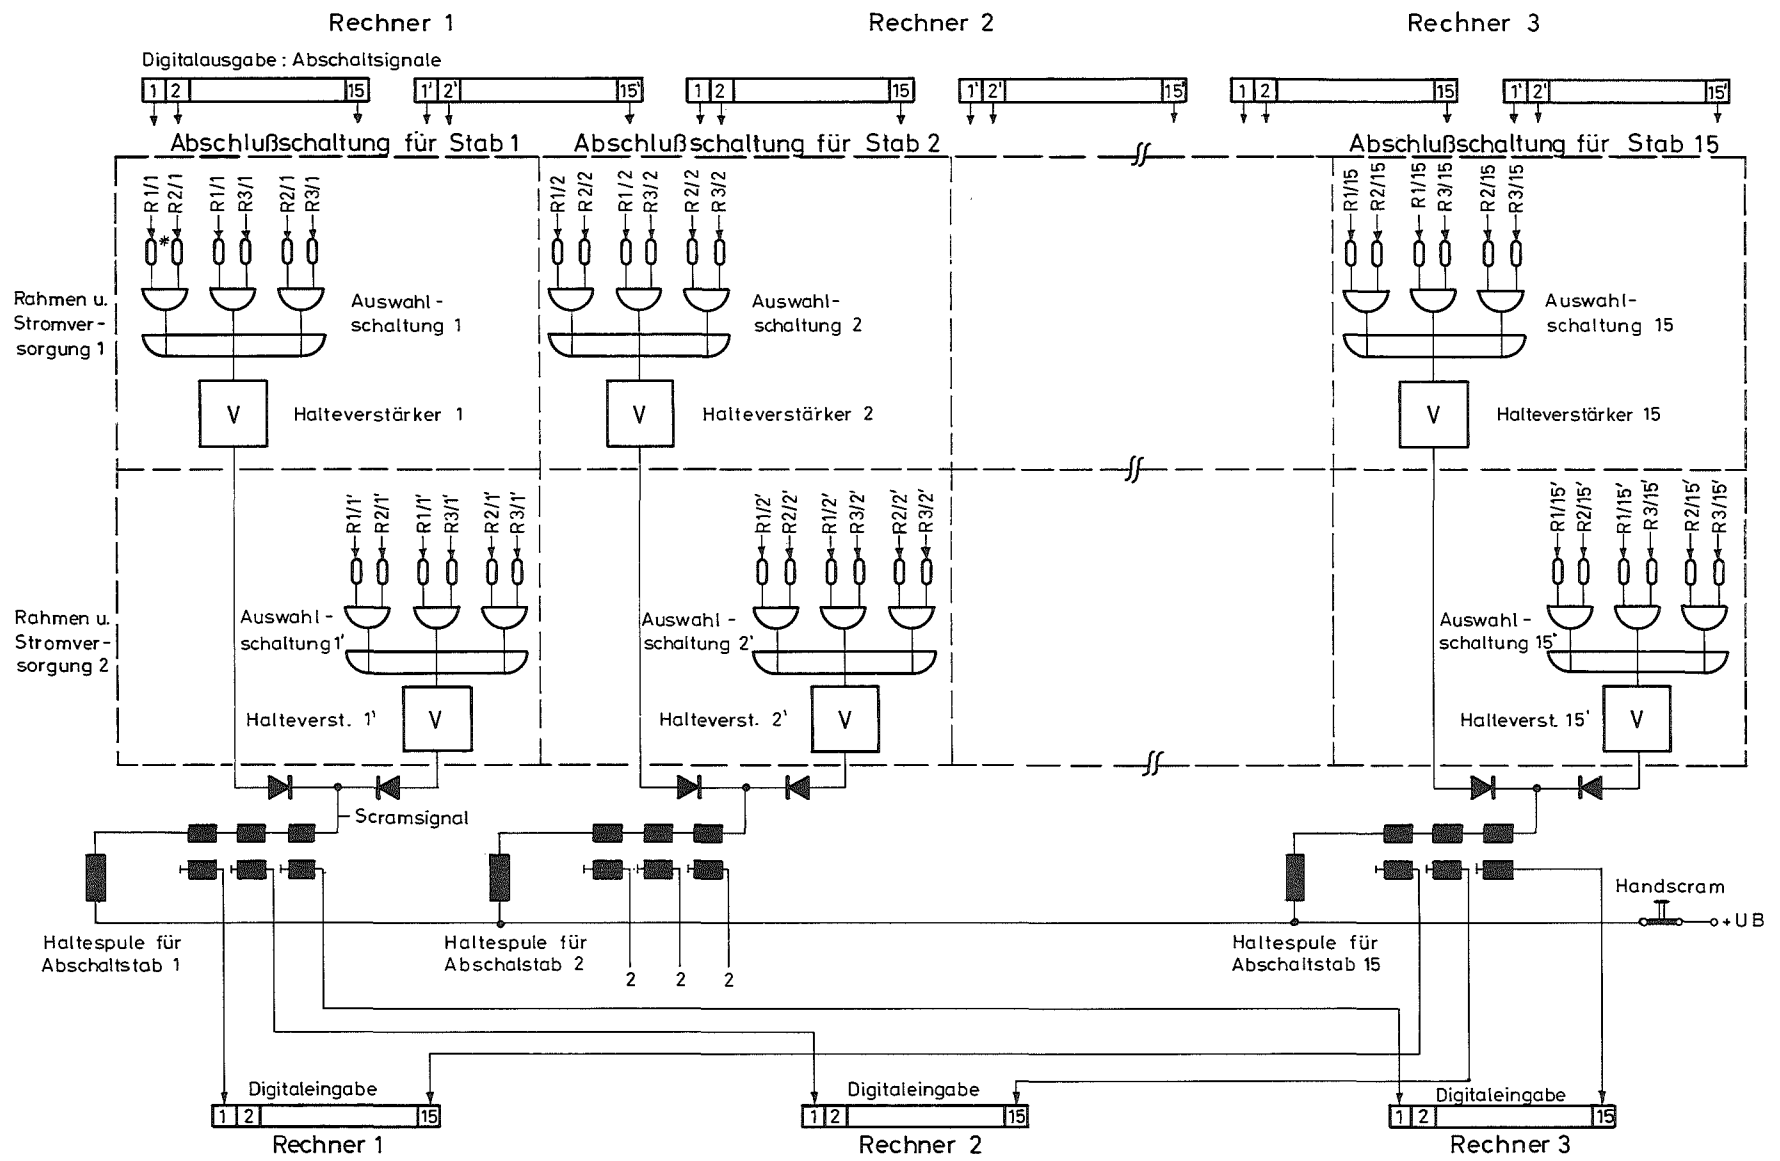 Rechner 1 Rechner 2 Rechner 3
Digitalausgabe : Abschaltsignale
1 2 15 1' 2' 15' 1 2 15 1' 2' 15' 1 2 15 1' 2' 15'
Abschlußschaltung für Stab 1 Abschlußschaltung für Stab 2 Abschlußschaltung für Stab 15
R1/1 R2/1 R1/1 R3/1 R2/1 R3/1 R1/2 R2/2 R1/2 R3/2 R2/2 R3/2 R1/15 R2/15 R1/15 R3/15 R2/15 R3/15
*
Rahmen u.
Stromver-
sorgung 1
Auswahl-
schaltung 1
Auswahl-
schaltung 2
Auswahl-
schaltung 15
V Halteverstärker 1 V Halteverstärker 2 V Halteverstärker 15
R1/1' R2/1' R1/1' R3/1' R2/1' R3/1' R1/2' R2/2' R1/2' R3/2' R2/2' R3/2' R1/15' R2/15' R1/15' R3/15' R2/15' R3/15'
Rahmen u.
Stromver-
sorgung 2
Auswahl-
schaltung 1'
Auswahl-
schaltung 2'
Auswahl-
schaltung 15'
Halteverst. 1' V Halteverst. 2' V Halteverst. 15' V
Scramsignal
Handscram
+ UB
Haltespule für
Abschaltstab 1
Haltespule für
Abschalstab 2
Haltespule für
Abschaltstab 15
2 2 2
Digitaleingabe Digitaleingabe Digitaleingabe
1 2 15 1 2 15 1 2 15
Rechner 1 Rechner 2 Rechner 3